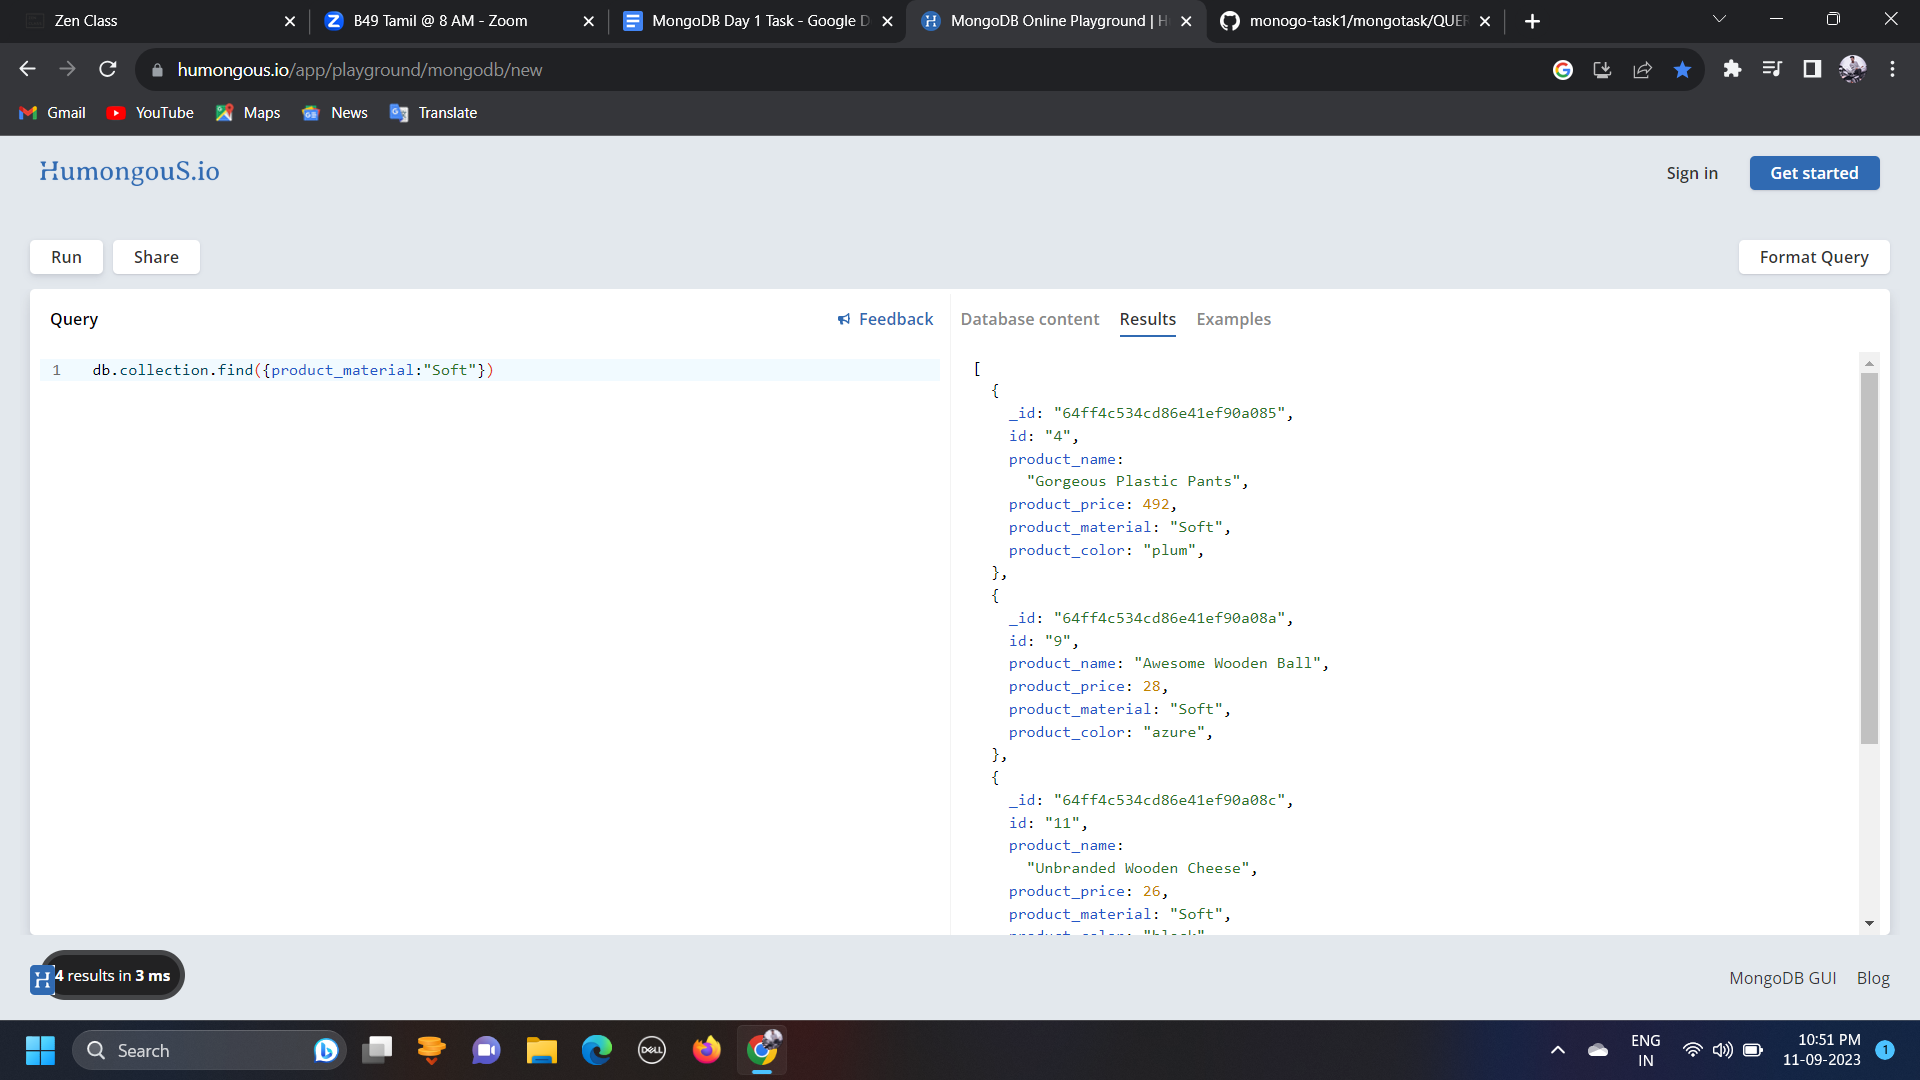 Zen Class
B49 Tamil @ 8 AM - Zoom
MongoDB Day 1 Task - Google D
MongoDB Online Playground | H
monogo-task1/mongotask/QUER
humongous.io/app/playground/mongodb/new
Gmail
YouTube
Maps
News
Translate
HumongouS.io
Sign in
Get started
Run
Share
Format Query
Query
Feedback
Database content
Results
Examples
1 db.collection.find({product_material:"Soft"})
[
{
_id: "64ff4c534cd86e41ef90a085",
id: "4",
product_name:
"Gorgeous Plastic Pants",
product_price: 492,
product_material: "Soft",
product_color: "plum",
},
{
_id: "64ff4c534cd86e41ef90a08a",
id: "9",
product_name: "Awesome Wooden Ball",
product_price: 28,
product_material: "Soft",
product_color: "azure",
},
{
_id: "64ff4c534cd86e41ef90a08c",
id: "11",
product_name:
"Unbranded Wooden Cheese",
product_price: 26,
product_material: "Soft",
product_color: "black"
H
4 results in 3 ms
MongoDB GUI
Blog
Search
DELL
ENG
IN
10:51 PM
11-09-2023
1